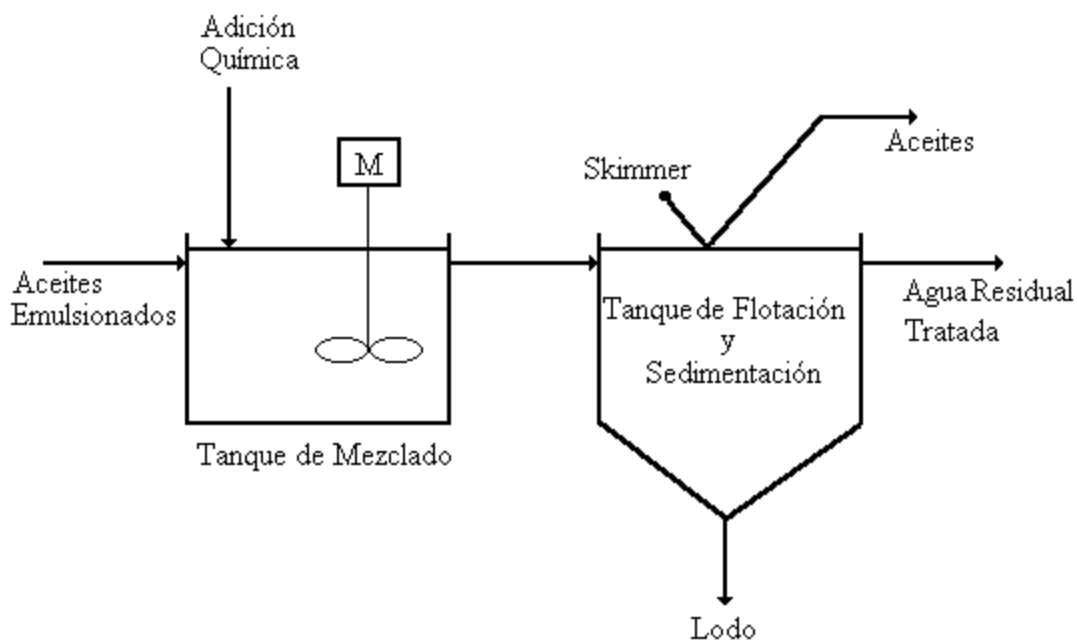 Adición
Química
M
Aceites
Skimmer
Aceites
Emulsionados
Tanque de Flotación
y
Sedimentación
Agua Residual
Tratada
Tanque de Mezclado
Lodo